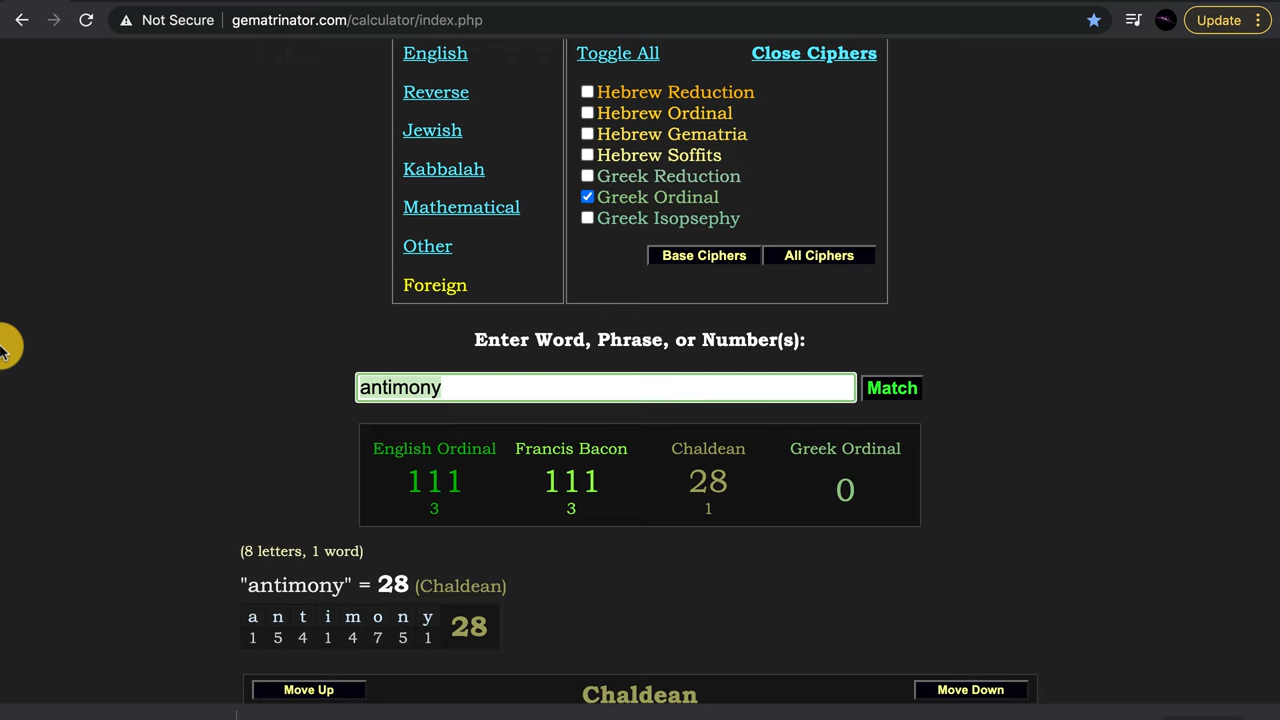 Not Secure gematrinator.com/calculator/index.php Update
English Toggle All Close Ciphers
Reverse Hebrew Reduction
Hebrew Ordinal
Jewish Hebrew Gematria
Hebrew Soffits
Kabbalah Greek Reduction
Greek Ordinal
Mathematical Greek Isopsephy
Other Base Ciphers All Ciphers
Foreign
Enter Word, Phrase, or Number(s):
antimony Match
English Ordinal Francis Bacon Chaldean Greek Ordinal
111 111 28 0
3 3 1
(8 letters, 1 word)
"antimony" = 28 (Chaldean)
a n t i m o n y 28
1 5 4 1 4 7 5 1
Move Up Chaldean Move Down